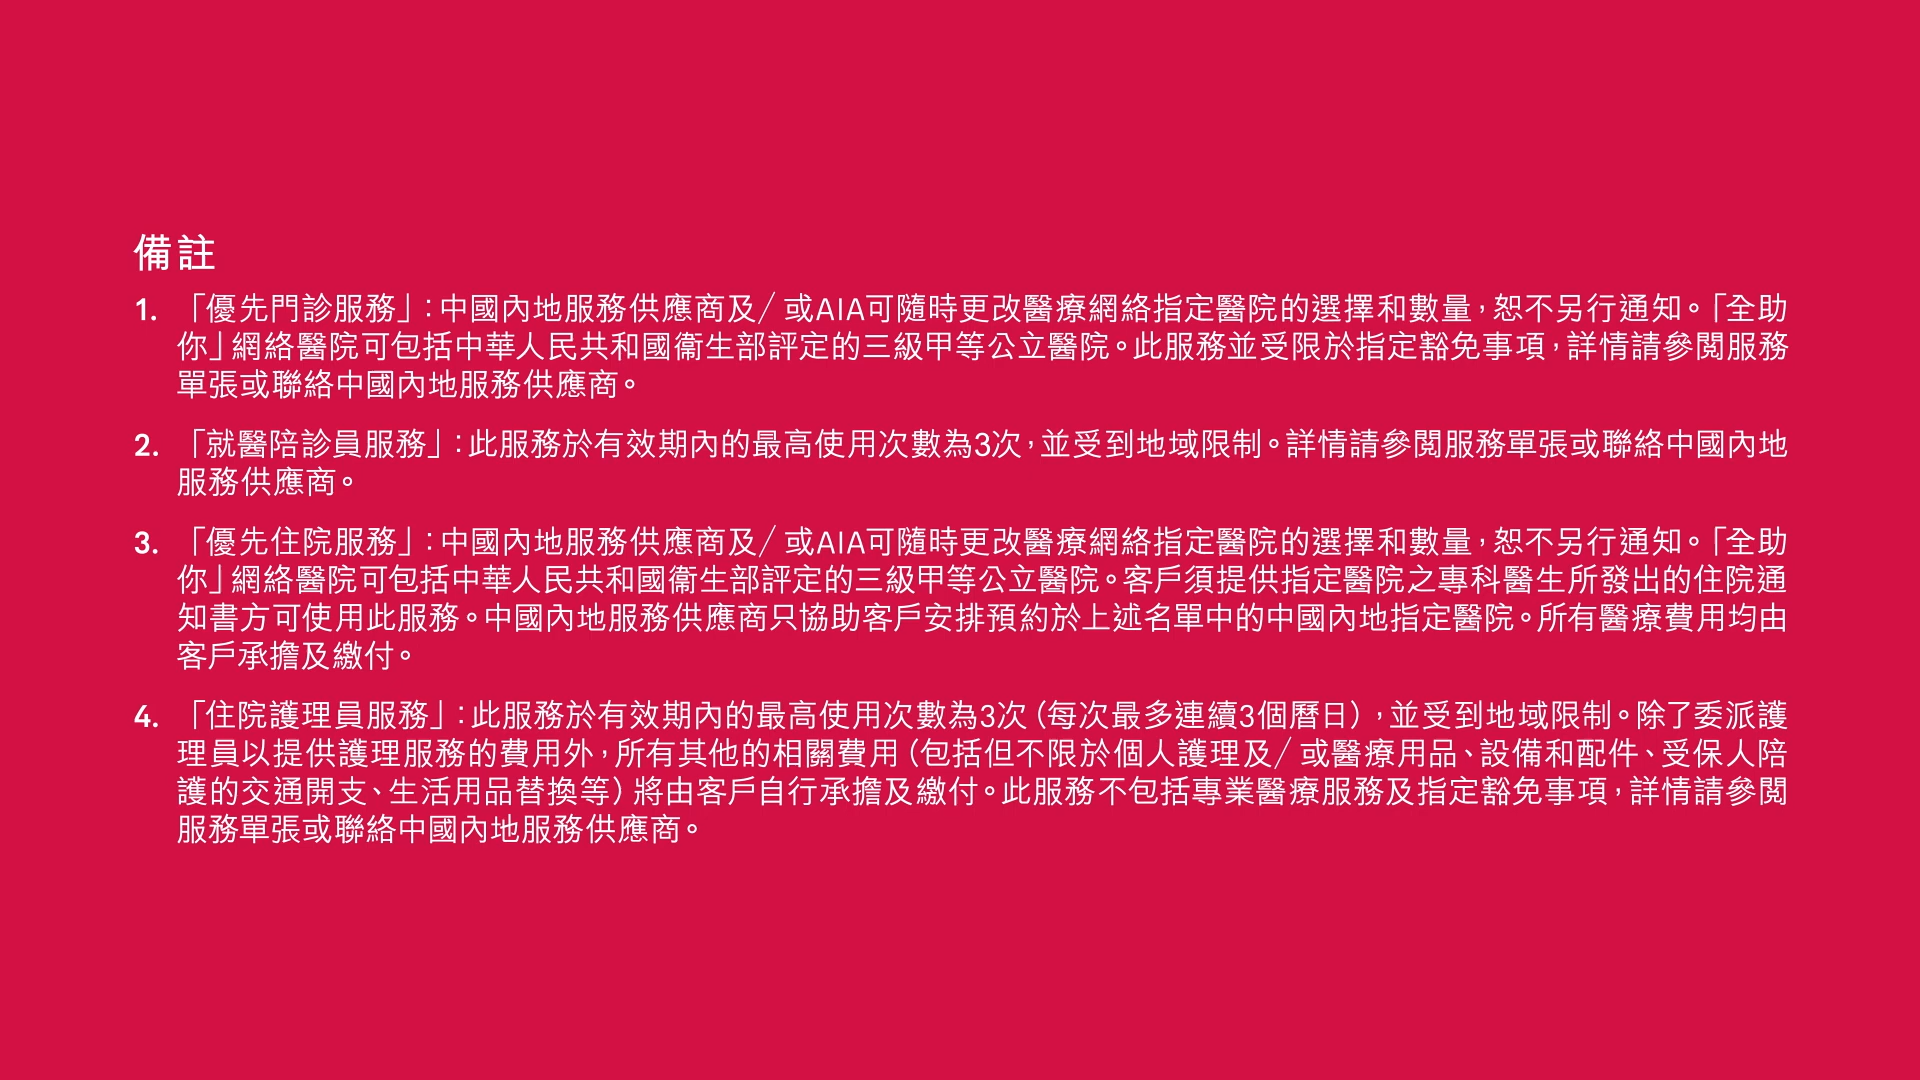 備註
1. 「優先門診服務」：中國內地服務供應商及╱或AIA可隨時更改醫療網絡指定醫院的選擇和數量，恕不另行通知。「全助
你」網絡醫院可包括中華人民共和國衞生部評定的三級甲等公立醫院。此服務並受限於指定豁免事項，詳情請參閱服務
單張或聯絡中國內地服務供應商。
2. 「就醫陪診員服務」：此服務於有效期內的最高使用次數為3次，並受到地域限制。詳情請參閱服務單張或聯絡中國內地
服務供應商。
3. 「優先住院服務」：中國內地服務供應商及╱或AIA可隨時更改醫療網絡指定醫院的選擇和數量，恕不另行通知。「全助
你」網絡醫院可包括中華人民共和國衞生部評定的三級甲等公立醫院。客戶須提供指定醫院之專科醫生所發出的住院通
知書方可使用此服務。中國內地服務供應商只協助客戶安排預約於上述名單中的中國內地指定醫院。所有醫療費用均由
客戶承擔及繳付。
4. 「住院護理員服務」：此服務於有效期內的最高使用次數為3次（每次最多連續3個曆日），並受到地域限制。除了委派護
理員以提供護理服務的費用外，所有其他的相關費用（包括但不限於個人護理及╱或醫療用品、設備和配件、受保人陪
護的交通開支、生活用品替換等）將由客戶自行承擔及繳付。此服務不包括專業醫療服務及指定豁免事項，詳情請參閱
服務單張或聯絡中國內地服務供應商。